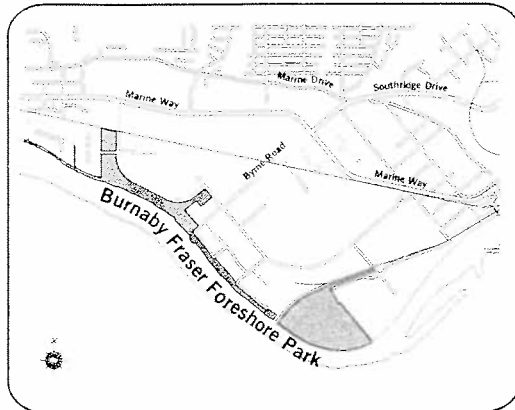 Marine Drive
Southridge Drive
Marine Way
Byrne Road
Marine Way
Burnaby Fraser Foreshore Park